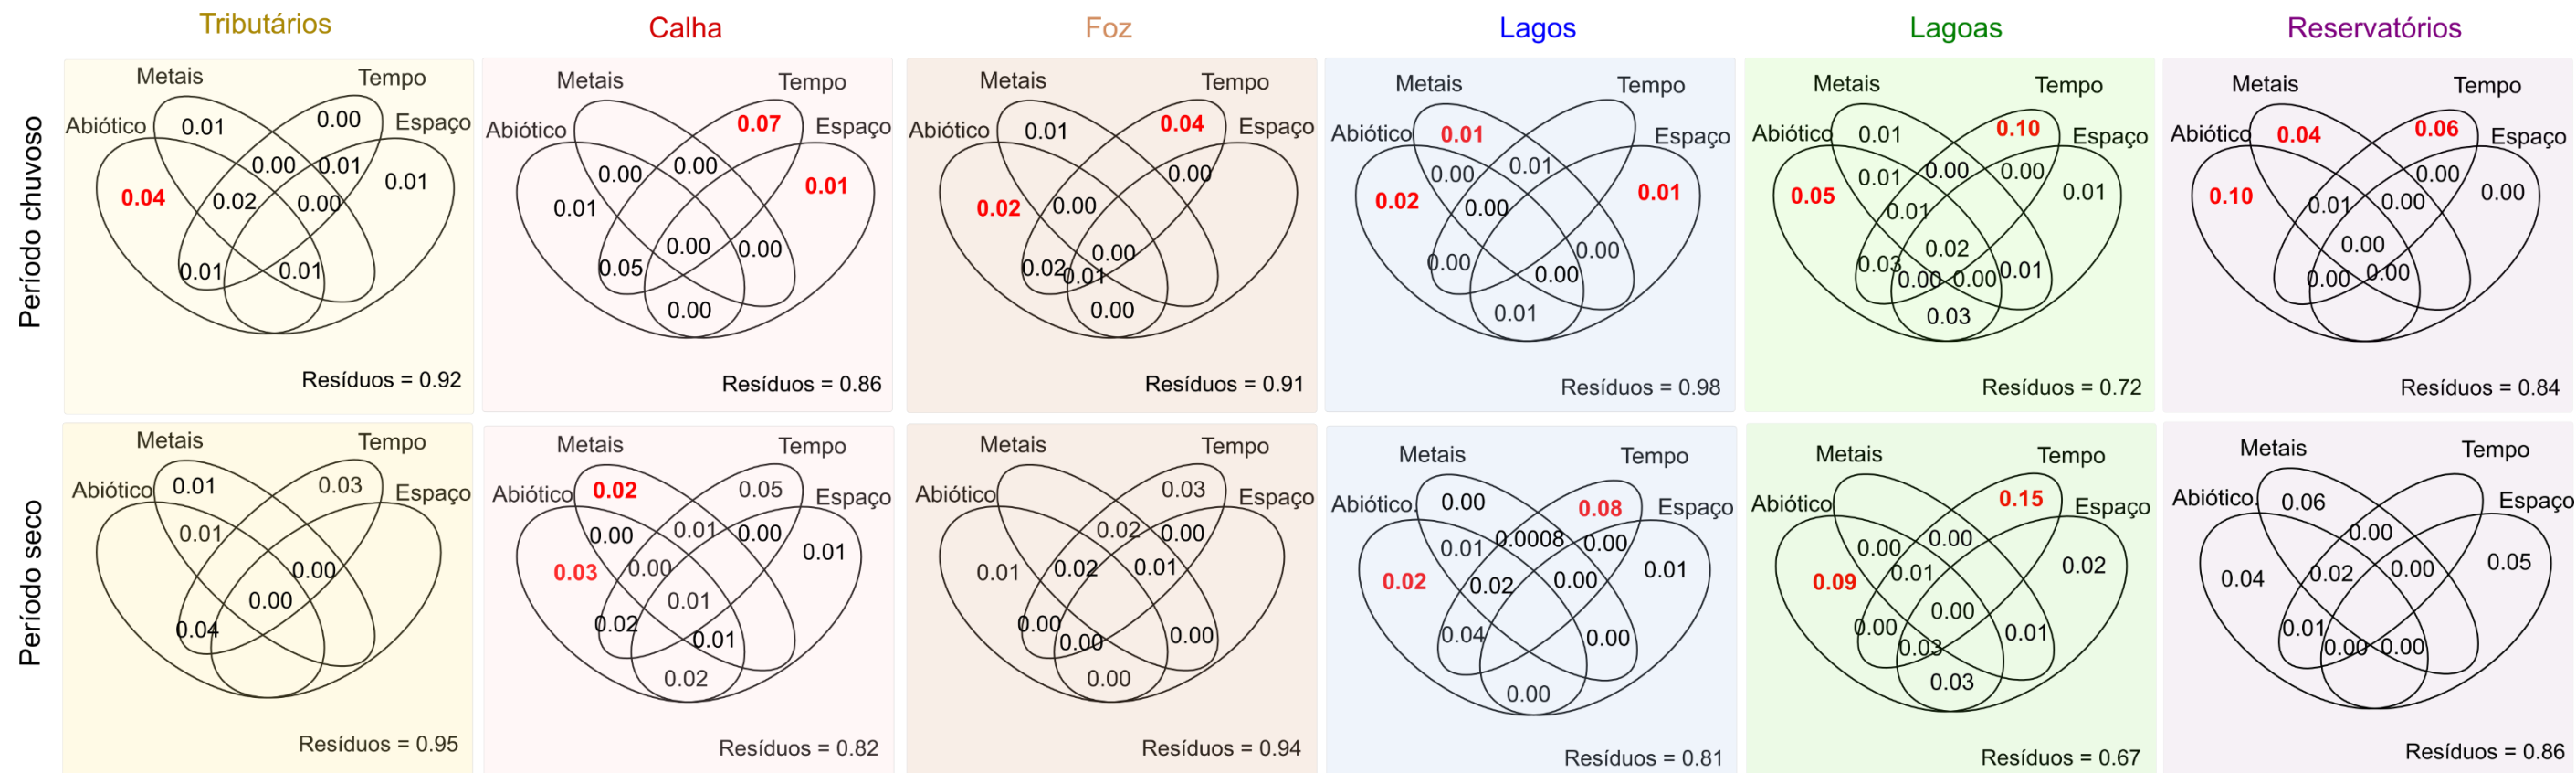 Tributários
Calha
Foz
Lagos
Lagoas
Reservatórios
Período chuvoso
Metais
Tempo
Abiótico
Espaço
0.01
0.00
0.04
0.00
0.01
0.01
0.02
0.00
0.01
0.01
Resíduos = 0.92
Metais
Tempo
Abiótico
Espaço
0.07
0.00
0.00
0.01
0.01
0.00
0.00
0.05
0.00
Resíduos = 0.86
Metais
Tempo
Abiótico
Espaço
0.01
0.04
0.00
0.02
0.00
0.00
0.02
0.01
0.00
Resíduos = 0.91
Metais
Tempo
Abiótico
Espaço
0.01
0.00
0.01
0.02
0.00
0.01
0.00
0.00
0.00
0.01
Resíduos = 0.98
Metais
Tempo
Abiótico
Espaço
0.01
0.10
0.01
0.00
0.00
0.05
0.01
0.01
0.02
0.03
0.00
0.00
0.01
0.03
Resíduos = 0.72
Metais
Tempo
Abiótico
Espaço
0.04
0.06
0.00
0.10
0.01
0.00
0.00
0.00
0.00
0.00
Resíduos = 0.84
Período seco
Metais
Tempo
Abiótico
Espaço
0.01
0.03
0.01
0.00
0.00
0.04
Resíduos = 0.95
Metais
Tempo
Abiótico
Espaço
0.02
0.05
0.00
0.01
0.00
0.01
0.03
0.00
0.01
0.02
0.01
0.02
Resíduos = 0.82
Metais
Tempo
Abiótico
Espaço
0.03
0.02
0.00
0.01
0.02
0.01
0.00
0.00
0.00
0.00
Resíduos = 0.94
Metais
Tempo
Abiótico.
Espaço
0.00
0.08
0.01
0.0008
0.00
0.02
0.02
0.00
0.01
0.04
0.00
0.00
Resíduos = 0.81
Metais
Tempo
Abiótico
Espaço
0.15
0.00
0.00
0.09
0.01
0.02
0.00
0.00
0.03
0.01
0.03
Resíduos = 0.67
Metais
Tempo
Abiótico.
Espaço
0.06
0.00
0.04
0.02
0.00
0.05
0.01
0.00
0.00
Resíduos = 0.86